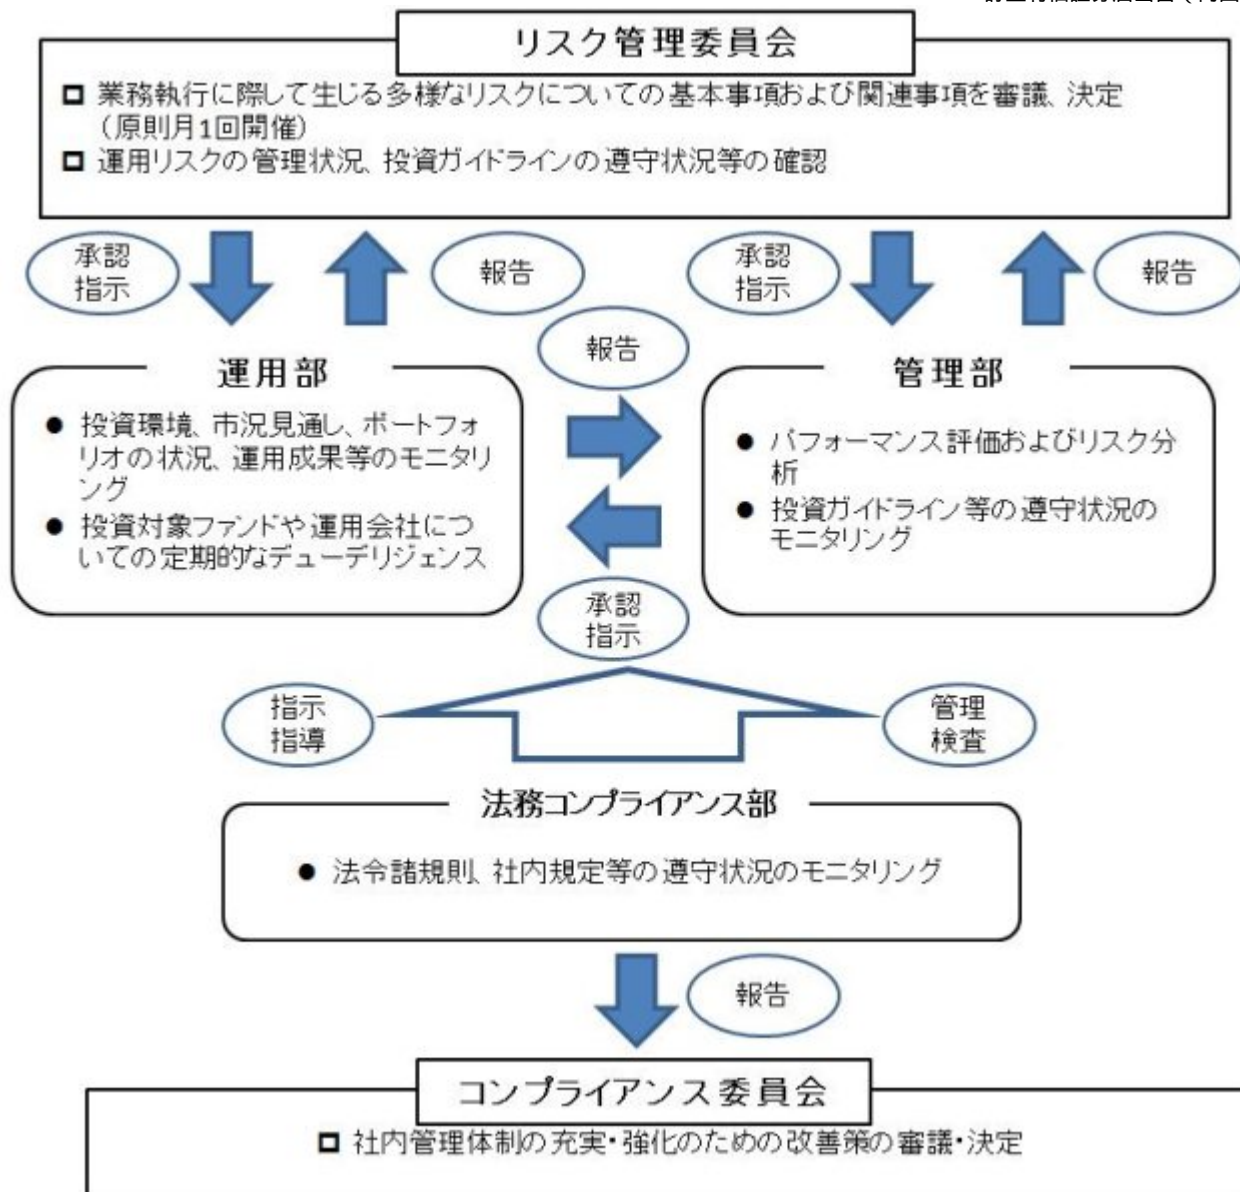 リスク管理委員会
業務執行に際して生じる多様なリスクについての基本事項および関連事項を審議、決定
（原則月1回開催）
運用リスクの管理状況、投資ガイドラインの遵守状況等の確認
承認
指示
報告
承認
指示
報告
報告
運用部
投資環境、市況見通し、ポートフォ
リオの状況、運用成果等のモニタリ
ング
投資対象ファンドや運用会社につ
いての定期的なデューデリジェンス
管理部
パフォーマンス評価およびリスク分
析
投資ガイドライン等の遵守状況の
モニタリング
承認
指示
指示
指導
管理
検査
法務コンプライアンス部
法令諸規則、社内規定等の遵守状況のモニタリング
報告
コンプライアンス委員会
社内管理体制の充実・強化のための改善策の審議・決定